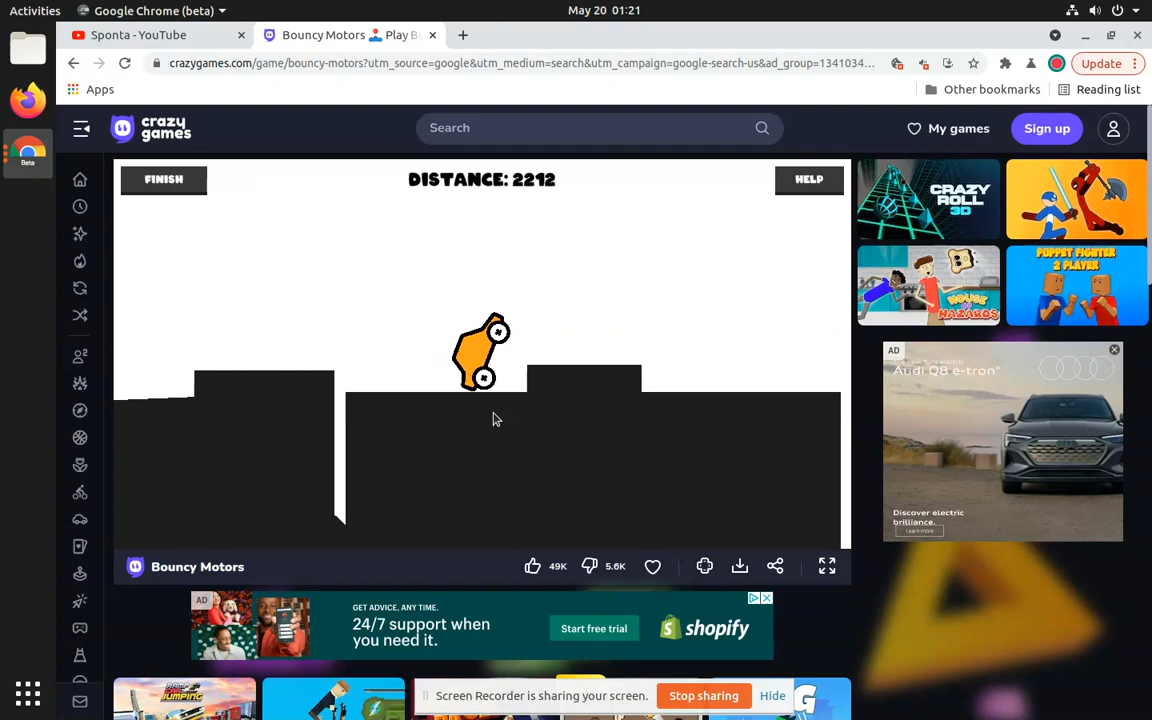 Activities
Google Chrome (beta)
May 20 01:21
Sponta - YouTube
Bouncy Motors 🕹️ Play B
crazygames.com/game/bouncy-motors?utm_source=google&utm_medium=search&utm_campaign=google-search-us&ad_group=1341034...
Update
Apps
Other bookmarks
Reading list
Beta
crazy
games
Search
My games
Sign up
FINISH
DISTANCE: 2212
HELP
CRAZY
ROLL
3D
HOUSE
OF
HAZARDS
PUPPET FIGHTER
2 PLAYER
AD
Audi Q8 e-tron
Discover electric
brilliance.
Learn more
Bouncy Motors
49K
5.6K
AD
GET ADVICE, ANY TIME.
24/7 support when
you need it.
Start free trial
shopify
Screen Recorder is sharing your screen.
Stop sharing
Hide